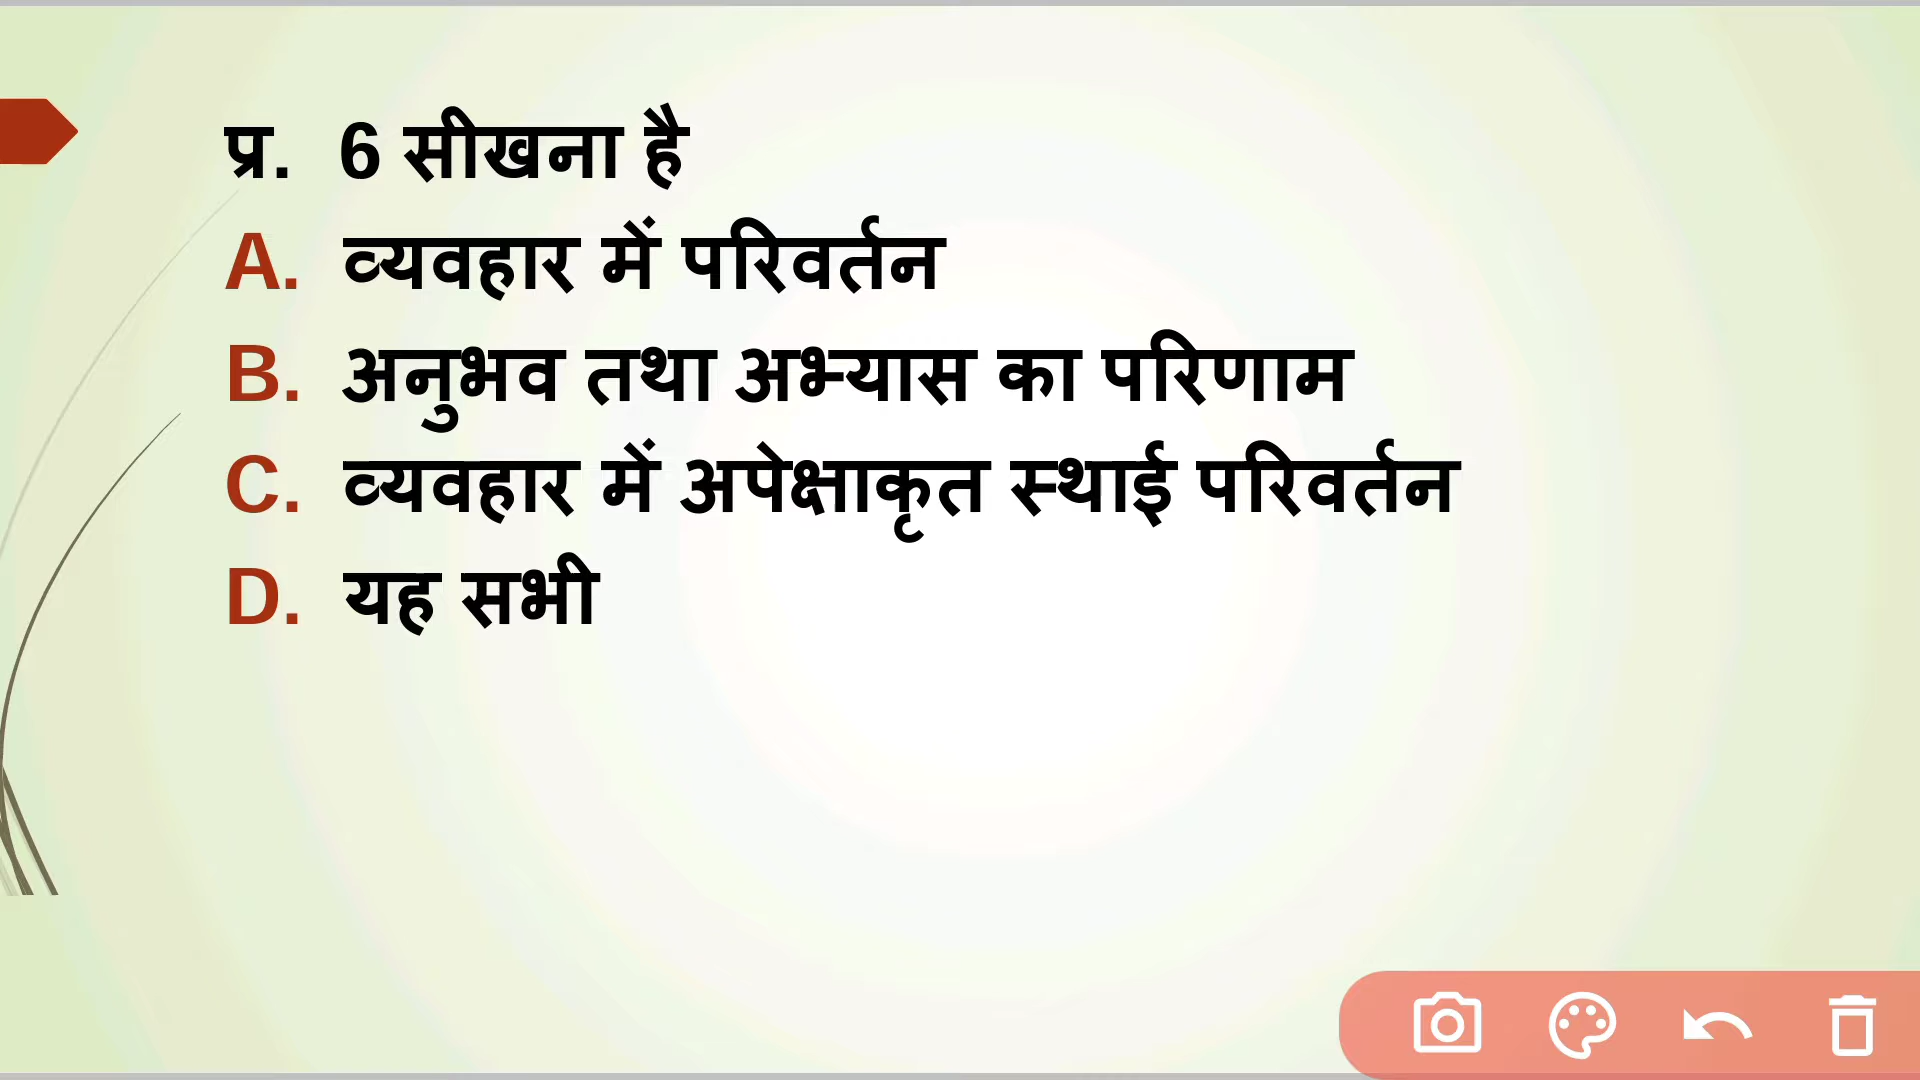 प्र. 6 सीखना है
A. व्यवहार में परिवर्तन
B. अनुभव तथा अभ्यास का परिणाम
C. व्यवहार में अपेक्षाकृत स्थाई परिवर्तन
D. यह सभी